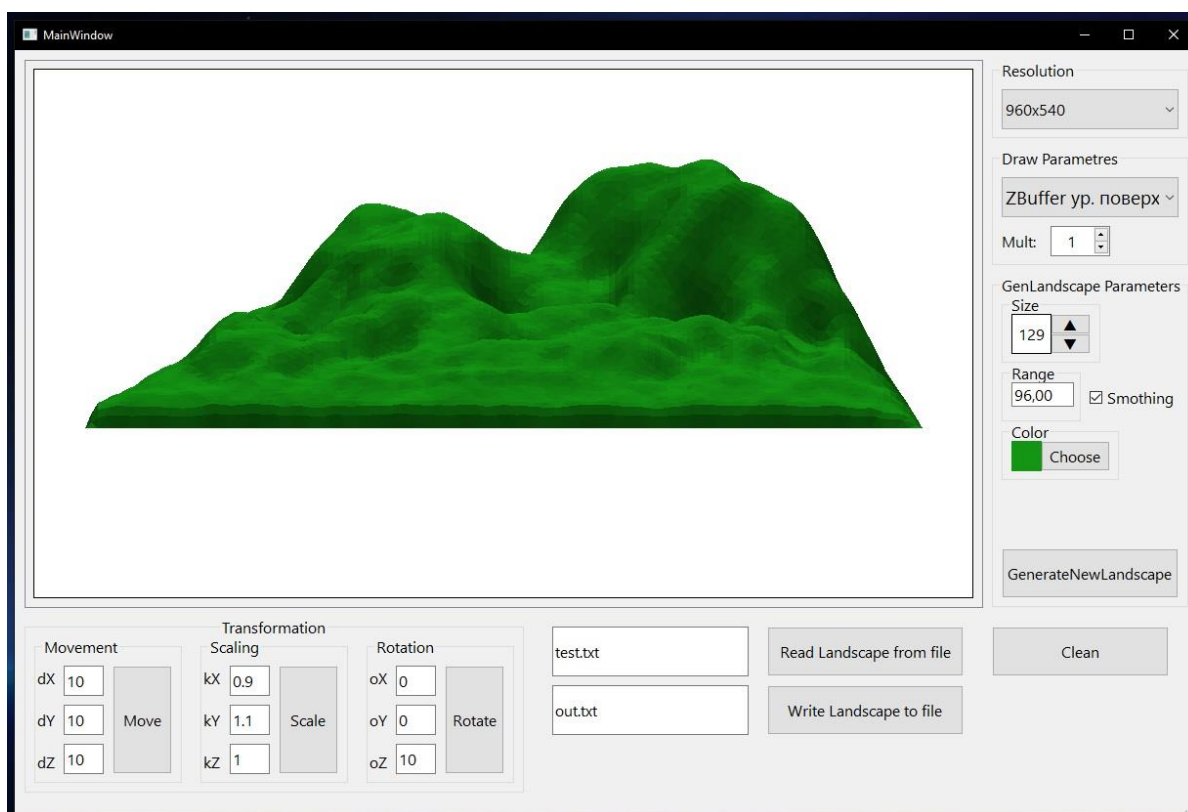 MainWindow
Resolution
960x540
Draw Parametres
ZBuffer ур. поверх
Mult: 1
GenLandscape Parameters
Size
129
Range
96,00
Smothing
Color
Choose
GenerateNewLandscape
Transformation
Movement
dX 10
dY 10
dZ 10
Move
Scaling
kX 0.9
kY 1.1
kZ 1
Scale
Rotation
oX 0
oY 0
oZ 10
Rotate
test.txt
Read Landscape from file
out.txt
Write Landscape to file
Clean